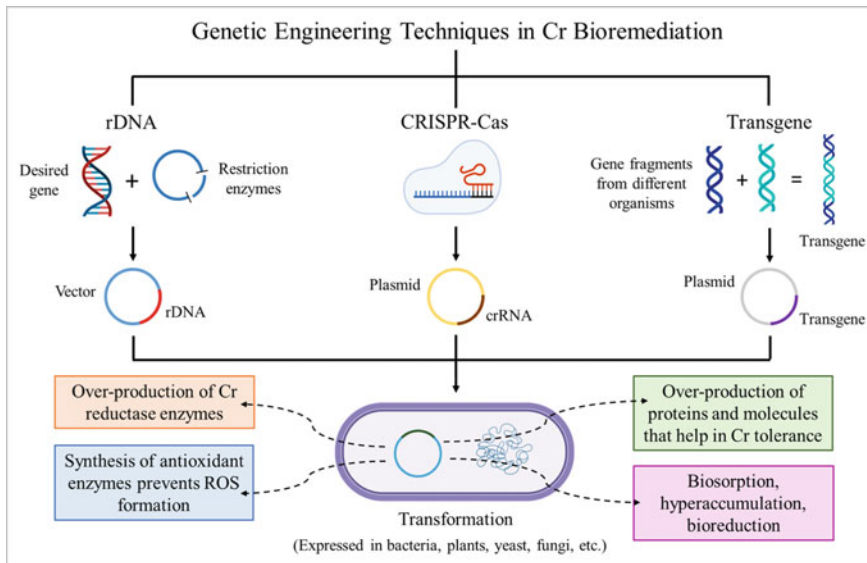 Genetic Engineering Techniques in Cr Bioremediation
rDNA
Desired
gene
+
Restriction
enzymes
Vector
rDNA
CRISPR-Cas
Plasmid
crRNA
Transgene
Gene fragments
from different
organisms
+
=
Transgene
Plasmid
Transgene
Over-production of Cr
reductase enzymes
Synthesis of antioxidant
enzymes prevents ROS
formation
Over-production of
proteins and molecules
that help in Cr tolerance
Biosorption,
hyperaccumulation,
bioreduction
Transformation
(Expressed in bacteria, plants, yeast, fungi, etc.)